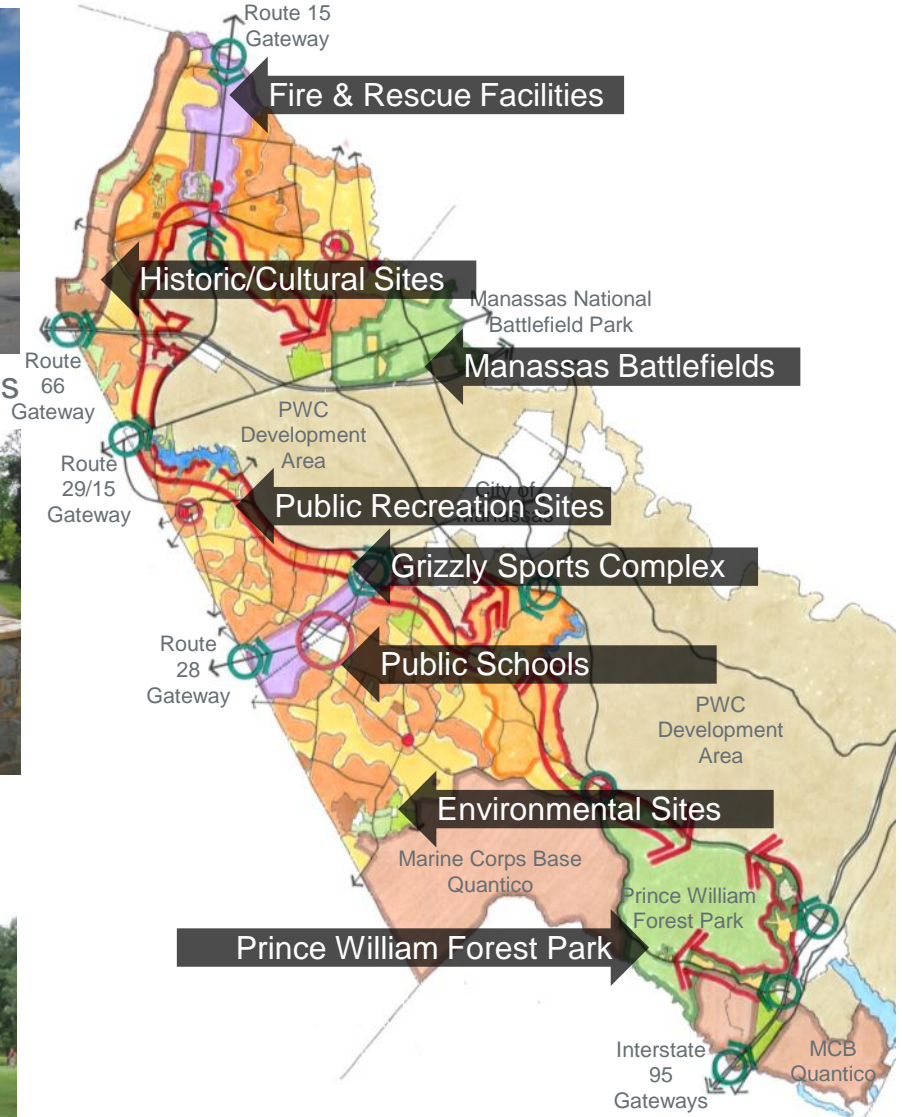 Route 15
Gateway
Fire & Rescue Facilities
Historic/Cultural Sites
Manassas National
Battlefield Park
Manassas Battlefields
s
Route
66
Gateway
PWC
Development
Area
Route
29/15
Gateway
City of
Manassas
Public Recreation Sites
Grizzly Sports Complex
Route
28
Gateway
Public Schools
PWC
Development
Area
Environmental Sites
Marine Corps Base
Quantico
Prince William
Forest Park
Prince William Forest Park
Interstate
95
Gateways
MCB
Quantico